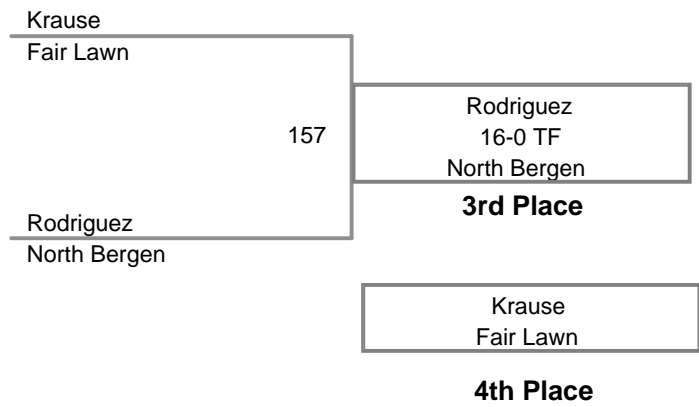 Krause
Fair Lawn
157
Rodriguez
16-0 TF
North Bergen
3rd Place
Rodriguez
North Bergen
Krause
Fair Lawn
4th Place